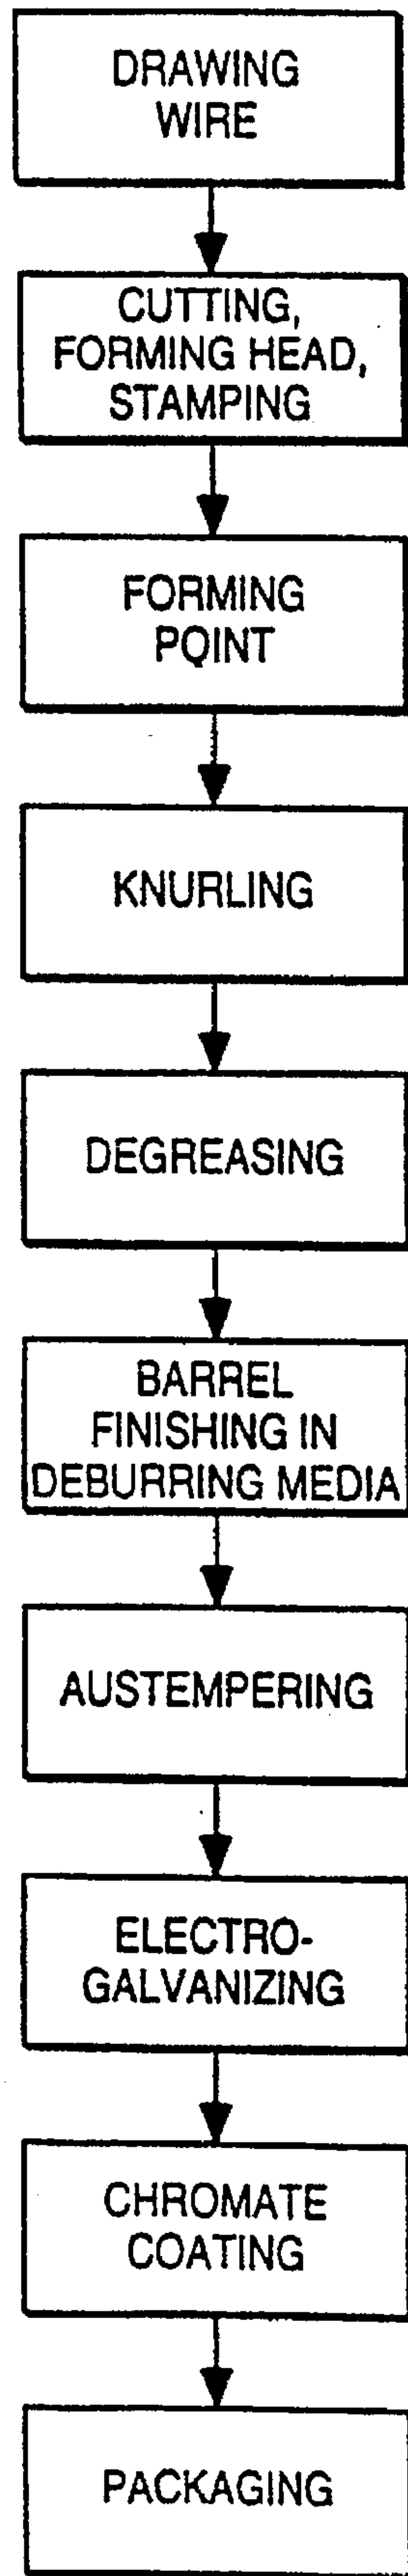 DRAWING
WIRE
CUTTING,
FORMING HEAD,
STAMPING
FORMING
POINT
KNURLING
DEGREASING
BARREL
FINISHING IN
DEBURRING MEDIA
AUSTEMPERING
ELECTRO-
GALVANIZING
CHROMATE
COATING
PACKAGING